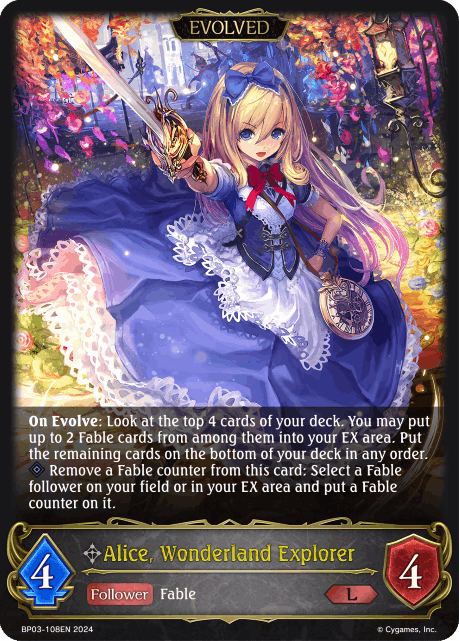 EVOLVED
On Evolve: Look at the top 4 cards of your deck. You may put
up to 2 Fable cards from among them into your EX area. Put
the remaining cards on the bottom of your deck in any order.
Remove a Fable counter from this card: Select a Fable
follower on your field or in your EX area and put a Fable
counter on it.
Alice, Wonderland Explorer
4
Follower Fable
L
4
BP03-108EN 2024
© Cygames, Inc.